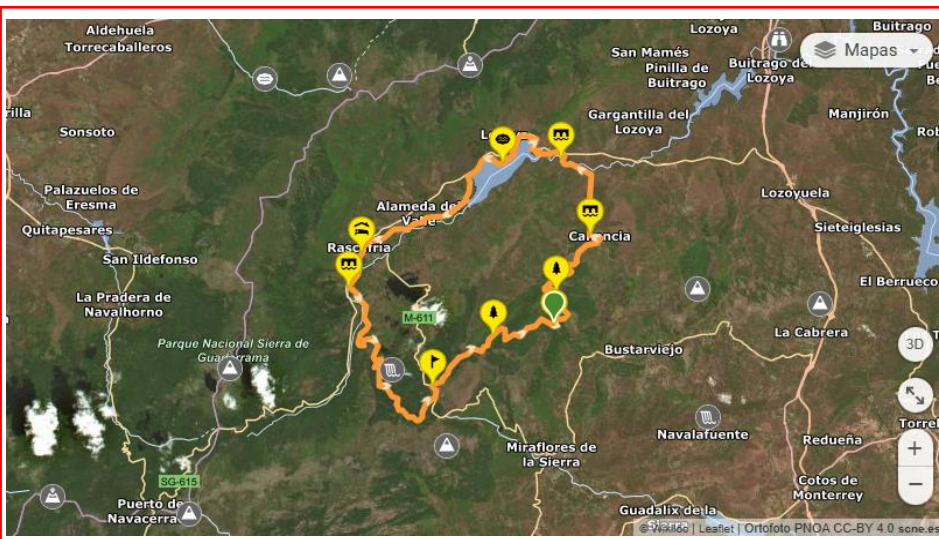 Aldehuela
Torrecaballeros
Lozoya
Buitrago
Mapas
San Mamés
Pinilla de
Buitrago
Buitrago del
Lozoya
Gargantilla del
Lozoya
Manjirón
rilla
Sonsoto
Palazuelos de
Eresma
Quitapesares
San Ildefonso
Alameda del
Valle
Lozoyuela
Sieteiglesias
La Pradera de
Navalhorno
M-611
El Berrueco
Parque Nacional Sierra de
Guadarrama
Bustarviejo
La Cabrera
3D
Navalafuente
Redueña
Miraflores de
la Sierra
SG-615
Puerto de
Navacerra
Cotos de
Monterrey
+
−
Guadalix de la
Sierra
© Wikiloc | Leaflet | Ortofoto PNOA CC-BY 4.0 scne.es